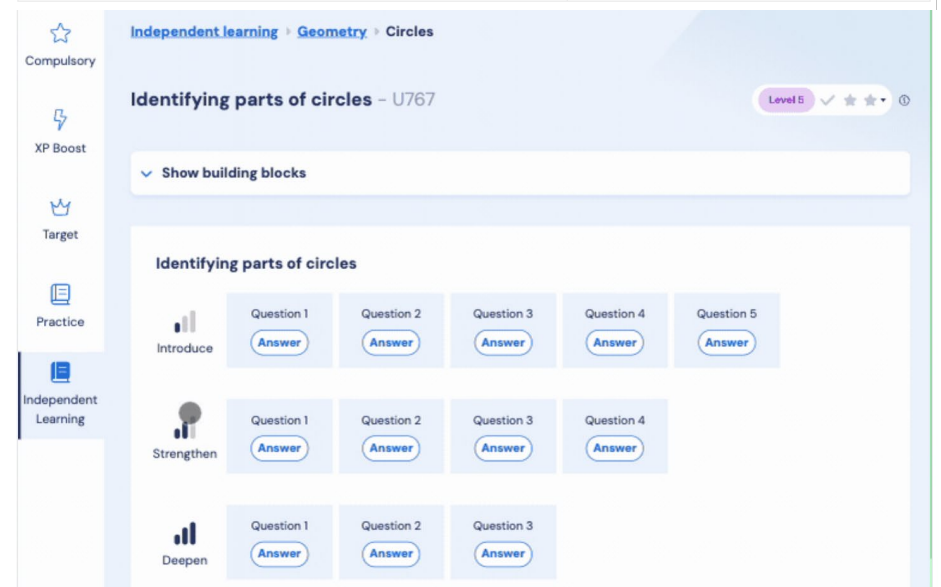 Compulsory
XP Boost
Target
Practice
Independent
Learning
Independent learning Geometry Circles
Identifying parts of circles – U767
Level 5
Show building blocks
Identifying parts of circles
Introduce
Question 1 Question 2 Question 3 Question 4 Question 5
Answer Answer Answer Answer Answer
Strengthen
Question 1 Question 2 Question 3 Question 4
Answer Answer Answer Answer
Deepen
Question 1 Question 2 Question 3
Answer Answer Answer